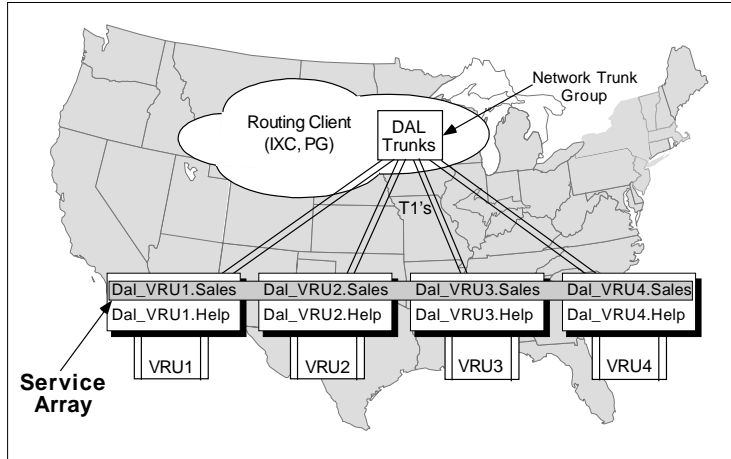 Network Trunk
Group
Routing Client
(IXC, PG)
DAL
Trunks
T1's
Dal_VRU1.Sales
Dal_VRU2.Sales
Dal_VRU3.Sales
Dal_VRU4.Sales
Dal_VRU1.Help
Dal_VRU2.Help
Dal_VRU3.Help
Dal_VRU4.Help
VRU1
VRU2
VRU3
VRU4
Service
Array